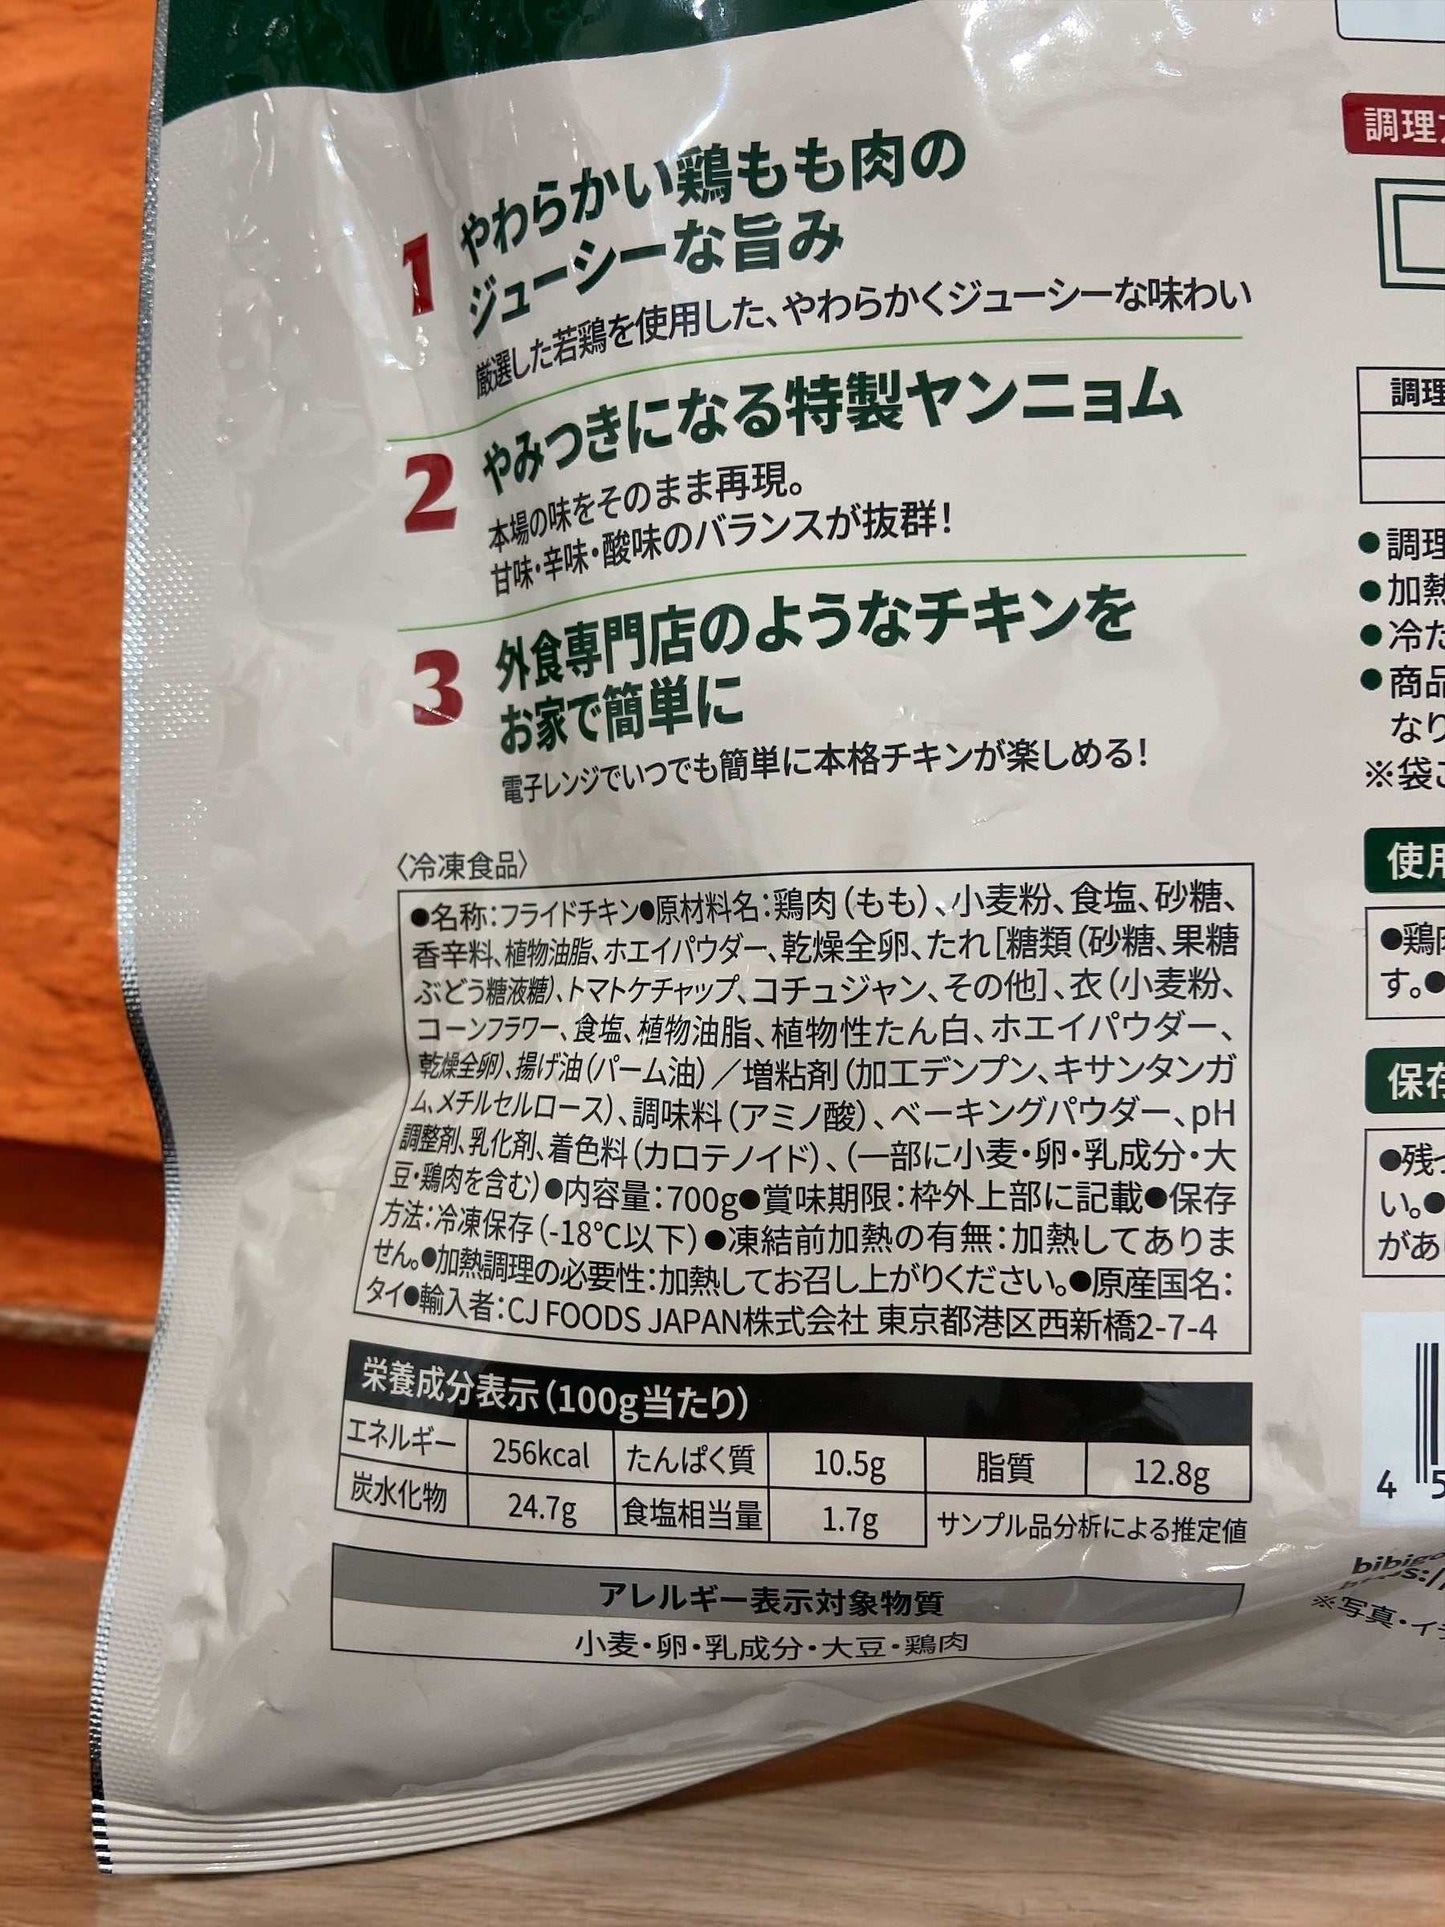 1 やわらかい鶏もも肉の
ジューシーな旨み
厳選した若鶏を使用した、やわらかくジューシーな味わい
2 やみつきになる特製ヤンニョム
本場の味をそのまま再現。
甘味・辛味・酸味のバランスが抜群!
3 外食専門店のようなチキンを
お家で簡単に
電子レンジでいつでも簡単に本格チキンが楽しめる!
〈冷凍食品〉
●名称:フライドチキン●原材料名:鶏肉(もも)、小麦粉、食塩、砂糖、
香辛料、植物油脂、ホエイパウダー、乾燥全卵、たれ[糖類(砂糖、果糖
ぶどう糖液糖)、トマトケチャップ、コチュジャン、その他]、衣(小麦粉、
コーンフラワー、食塩、植物油脂、植物性たん白、ホエイパウダー、
乾燥全卵)、揚げ油(パーム油)/増粘剤(加工デンプン、キサンタンガ
ム、メチルセルロース)、調味料(アミノ酸)、ベーキングパウダー、pH
調整剤、乳化剤、着色料(カロテノイド)、(一部に小麦・卵・乳成分・大
豆・鶏肉を含む)●内容量:700g●賞味期限:枠外上部に記載●保存
方法:冷凍保存(-18℃以下)●凍結前加熱の有無:加熱してありま
せん。●加熱調理の必要性:加熱してお召し上がりください。●原産国名:
タイ●輸入者:CJ FOODS JAPAN株式会社 東京都港区西新橋2-7-4
栄養成分表示(100g当たり)
エネルギー 256kcal たんぱく質 10.5g 脂質 12.8g
炭水化物 24.7g 食塩相当量 1.7g サンプル品分析による推定値
アレルギー表示対象物質
小麦・卵・乳成分・大豆・鶏肉
調理
調理
●調理
●加熱
●冷た
●商品
なり
※袋ご
使用
●鶏肉
す。●
保存
●残っ
い。●
があ
4 5
bibigo
※写真・イ